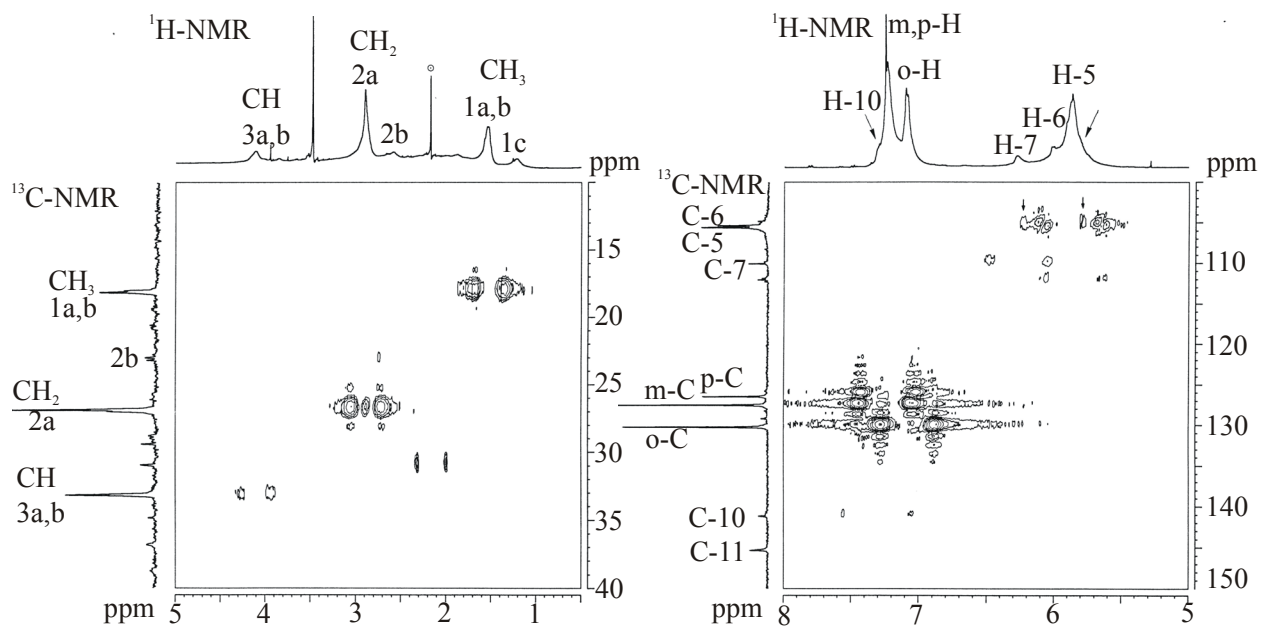 ¹H-NMR
CH₂
2a
CH
3a,b
2b
CH₃
1a,b
1c
ppm
¹³C-NMR
CH₃
1a,b
2b
CH₂
2a
CH
3a,b
15
20
25
30
35
40
ppm 5 4 3 2 1
¹H-NMR
m,p-H
o-H
H-10
H-5
H-6
H-7
ppm
¹³C-NMR
C-6
C-5
C-7
m-C
p-C
o-C
C-10
C-11
110
120
130
140
150
ppm 8 7 6 5